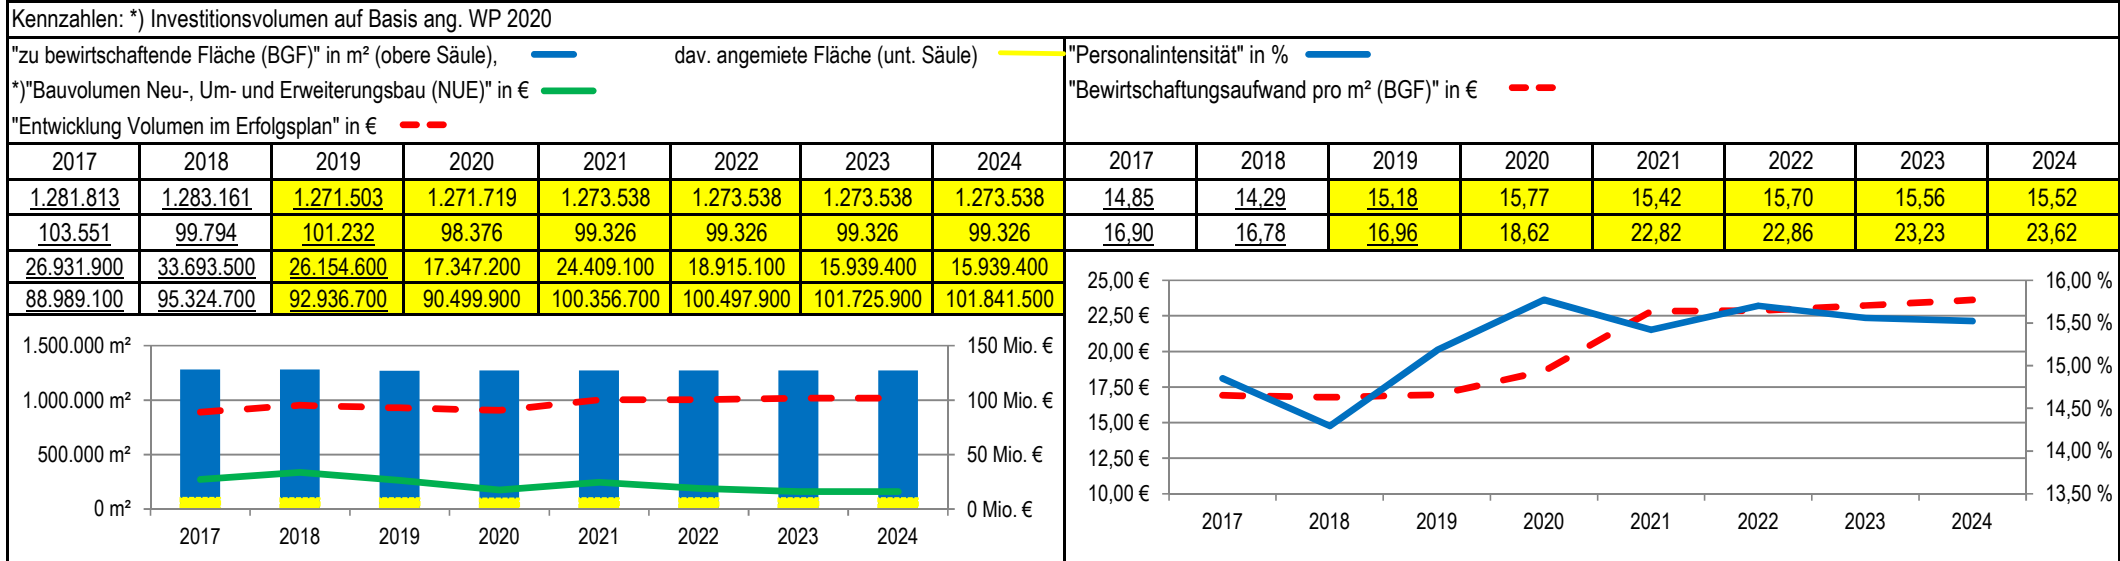 Kennzahlen: *) Investitionsvolumen auf Basis ang. WP 2020
"zu bewirtschaftende Fläche (BGF)" in m² (obere Säule), dav. angemiete Fläche (unt. Säule)
*)"Bauvolumen Neu-, Um- und Erweiterungsbau (NUE)" in €
"Entwicklung Volumen im Erfolgsplan" in €
2017 2018 2019 2020 2021 2022 2023 2024
1.281.813 1.283.161 1.271.503 1.271.719 1.273.538 1.273.538 1.273.538 1.273.538
103.551 99.794 101.232 98.376 99.326 99.326 99.326 99.326
26.931.900 33.693.500 26.154.600 17.347.200 24.409.100 18.915.100 15.939.400 15.939.400
88.989.100 95.324.700 92.936.700 90.499.900 100.356.700 100.497.900 101.725.900 101.841.500
1.500.000 m² 150 Mio. €
1.000.000 m² 100 Mio. €
500.000 m² 50 Mio. €
0 m² 0 Mio. €
2017 2018 2019 2020 2021 2022 2023 2024
"Personalintensität" in %
"Bewirtschaftungsaufwand pro m² (BGF)" in €
2017 2018 2019 2020 2021 2022 2023 2024
14,85 14,29 15,18 15,77 15,42 15,70 15,56 15,52
16,90 16,78 16,96 18,62 22,82 22,86 23,23 23,62
25,00 € 16,00 %
22,50 € 15,50 %
20,00 € 15,00 %
17,50 € 14,50 %
15,00 € 14,00 %
12,50 € 13,50 %
10,00 €
2017 2018 2019 2020 2021 2022 2023 2024